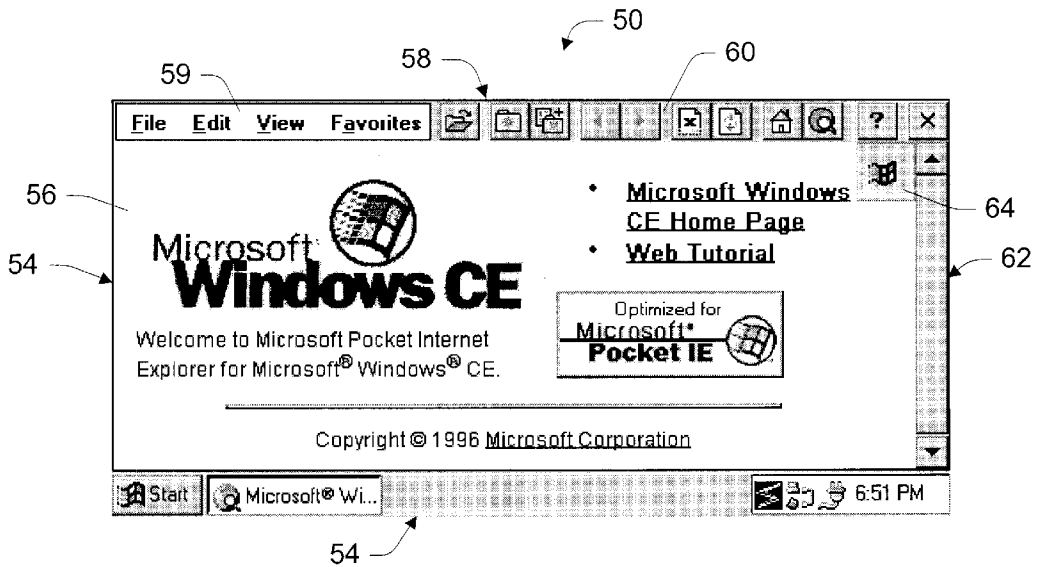 50
58
60
59
File Edit View Favorites ? ×
56
Microsoft
Windows CE
Microsoft Windows
CE Home Page
Web Tutorial
64
54
62
Optimized for
Microsoft
Pocket IE
Welcome to Microsoft Pocket Internet
Explorer for Microsoft® Windows® CE.
Copyright © 1996 Microsoft Corporation
Start Microsoft® Wi... 6:51 PM
54